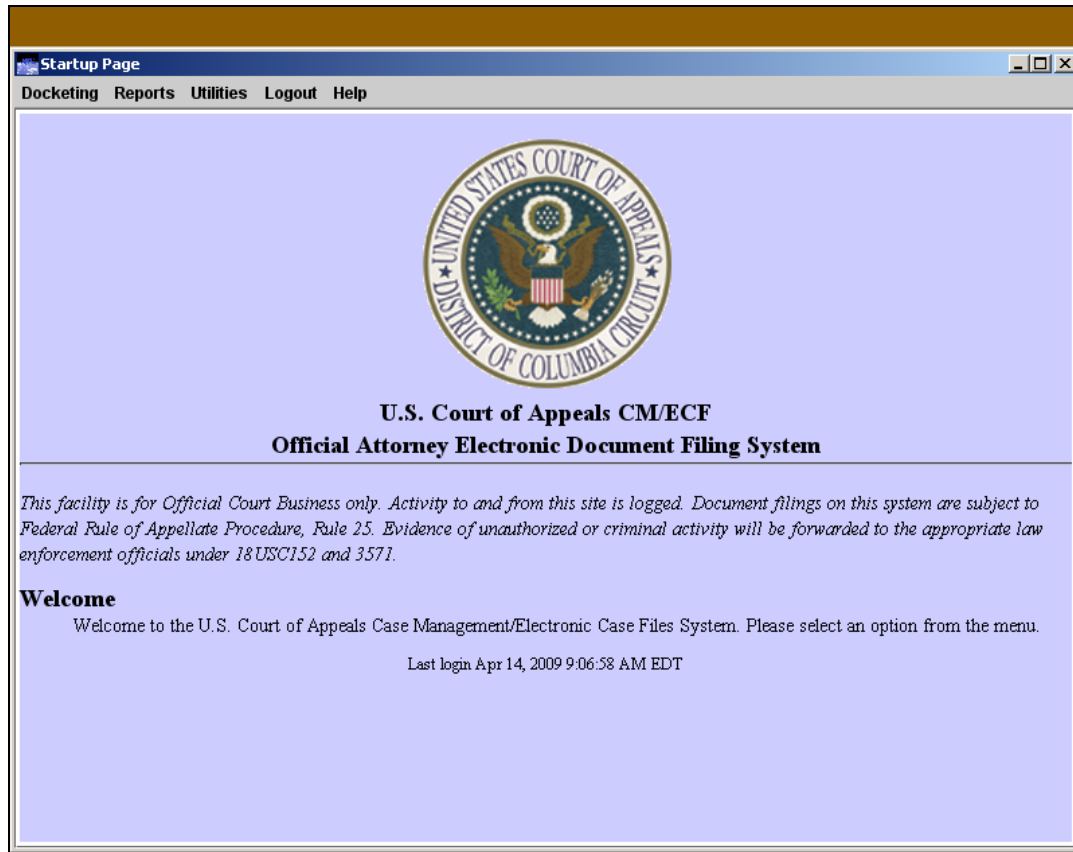 Startup Page
Docketing Reports Utilities Logout Help
UNITED STATES COURT OF APPEALS
DISTRICT OF COLUMBIA CIRCUIT
U.S. Court of Appeals CM/ECF
Official Attorney Electronic Document Filing System
This facility is for Official Court Business only. Activity to and from this site is logged. Document filings on this system are subject to
Federal Rule of Appellate Procedure, Rule 25. Evidence of unauthorized or criminal activity will be forwarded to the appropriate law
enforcement officials under 18USC152 and 3571.
Welcome
Welcome to the U.S. Court of Appeals Case Management/Electronic Case Files System. Please select an option from the menu.
Last login Apr 14, 2009 9:06:58 AM EDT